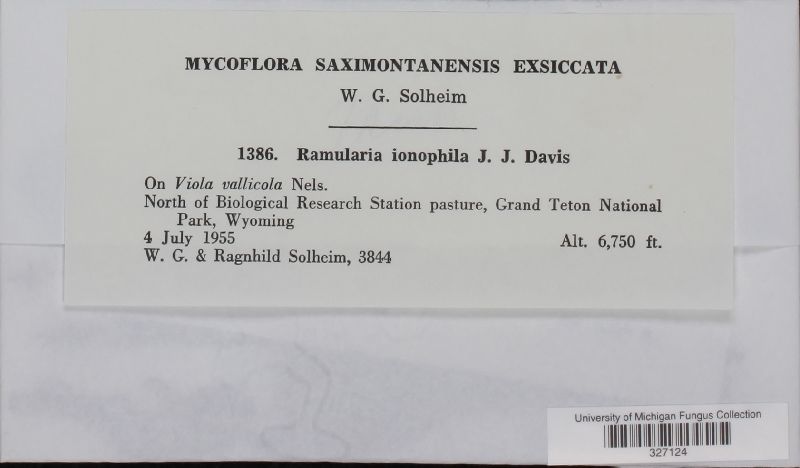 MYCOFLORA SAXIMONTANENSIS EXSICCATA
W. G. Solheim
1386. Ramularia ionophila J. J. Davis
On Viola vallicola Nels.
North of Biological Research Station pasture, Grand Teton National
Park, Wyoming
4 July 1955 Alt. 6,750 ft.
W. G. & Ragnhild Solheim, 3844
University of Michigan Fungus Collection
327124